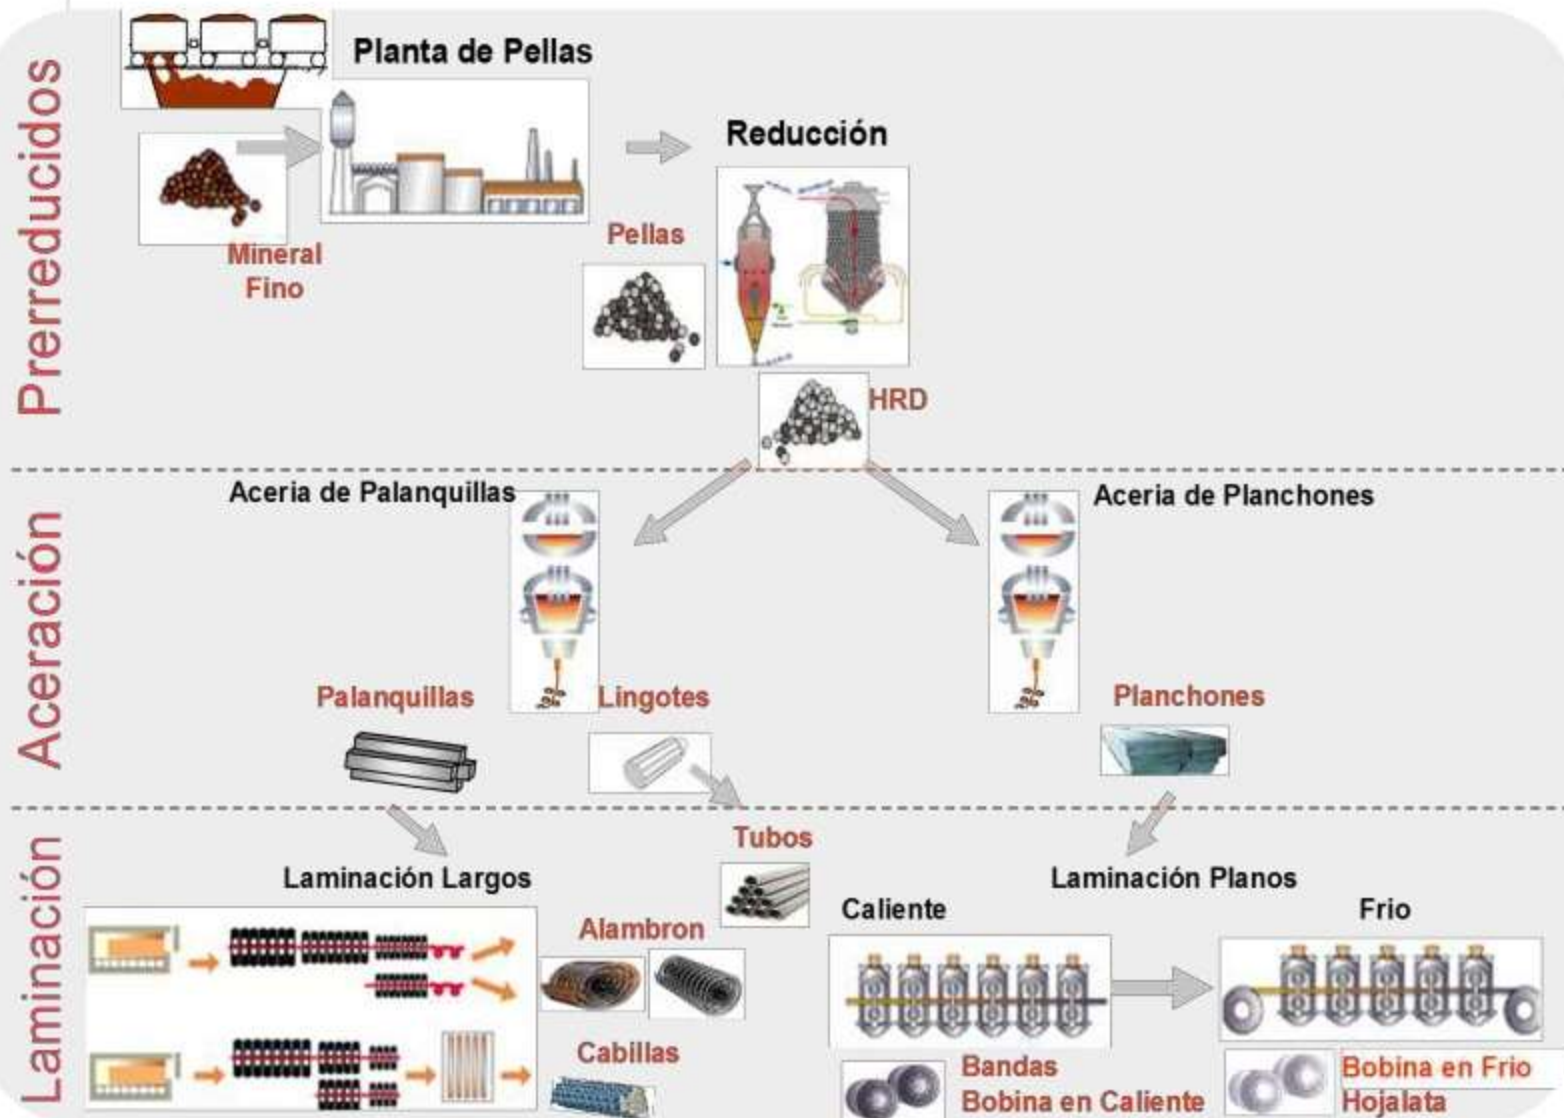 Prerreducidos
Planta de Pellas
Reducción
Mineral
Fino
Pellas
HRD
Aceración
Aceria de Palanquillas
Aceria de Planchones
Palanquillas
Lingotes
Planchones
Laminación
Tubos
Laminación Largos
Laminación Planos
Caliente
Frio
Alambron
Cabillas
Bandas
Bobina en Caliente
Bobina en Frio
Hojalata